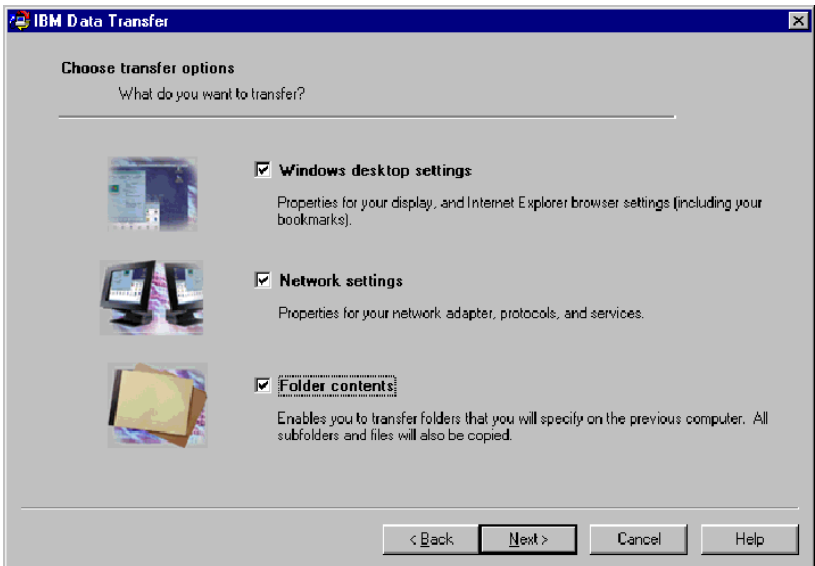 IBM Data Transfer
Choose transfer options
What do you want to transfer?
Windows desktop settings
Properties for your display, and Internet Explorer browser settings (including your
bookmarks).
Network settings
Properties for your network adapter, protocols, and services.
Folder contents
Enables you to transfer folders that you will specify on the previous computer. All
subfolders and files will also be copied.
< Back Next > Cancel Help